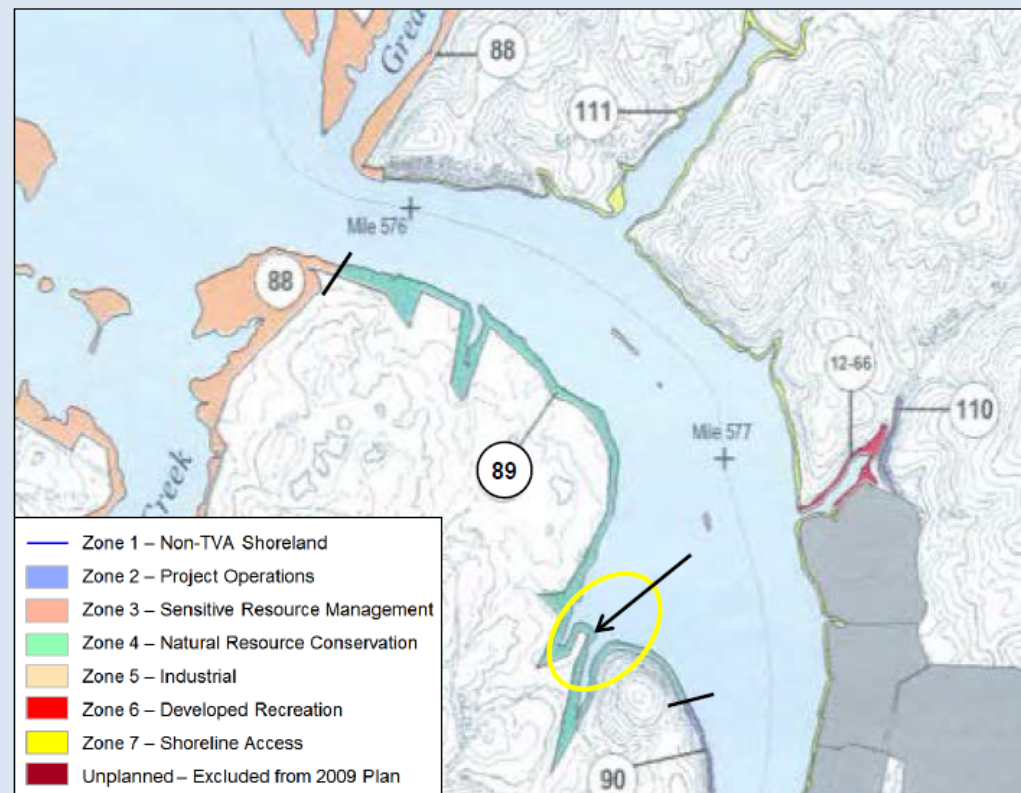 Grea
88
111
Mile 576
88
12-66
110
Mile 577
89
Creek
Zone 1 – Non-TVA Shoreland
Zone 2 – Project Operations
Zone 3 – Sensitive Resource Management
Zone 4 – Natural Resource Conservation
Zone 5 – Industrial
Zone 6 – Developed Recreation
Zone 7 – Shoreline Access
Unplanned – Excluded from 2009 Plan
90